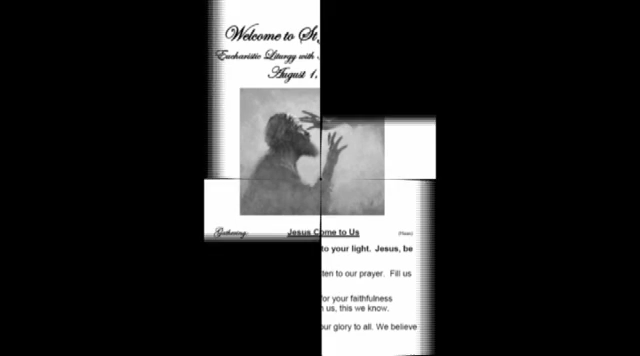 Welcome to St
Eucharistic Liturgy with
August 1,
Gathering: Jesus Come to Us
to your light. Jesus, be
ten to our prayer. Fill us
for your faithfulness
us, this we know.
our glory to all. We believe